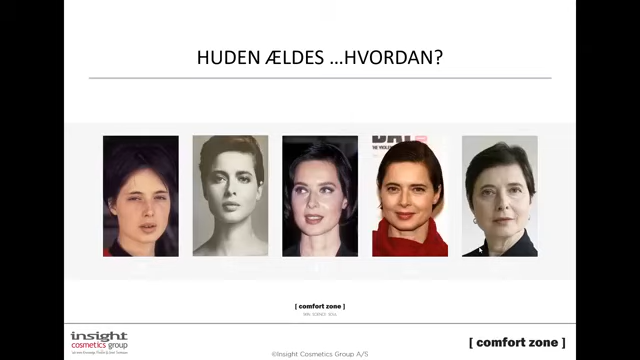 HUDEN ÆLDES ...HVORDAN?
[ comfort zone ]
insight
cosmetics group
[ comfort zone ]
©Insight Cosmetics Group A/S